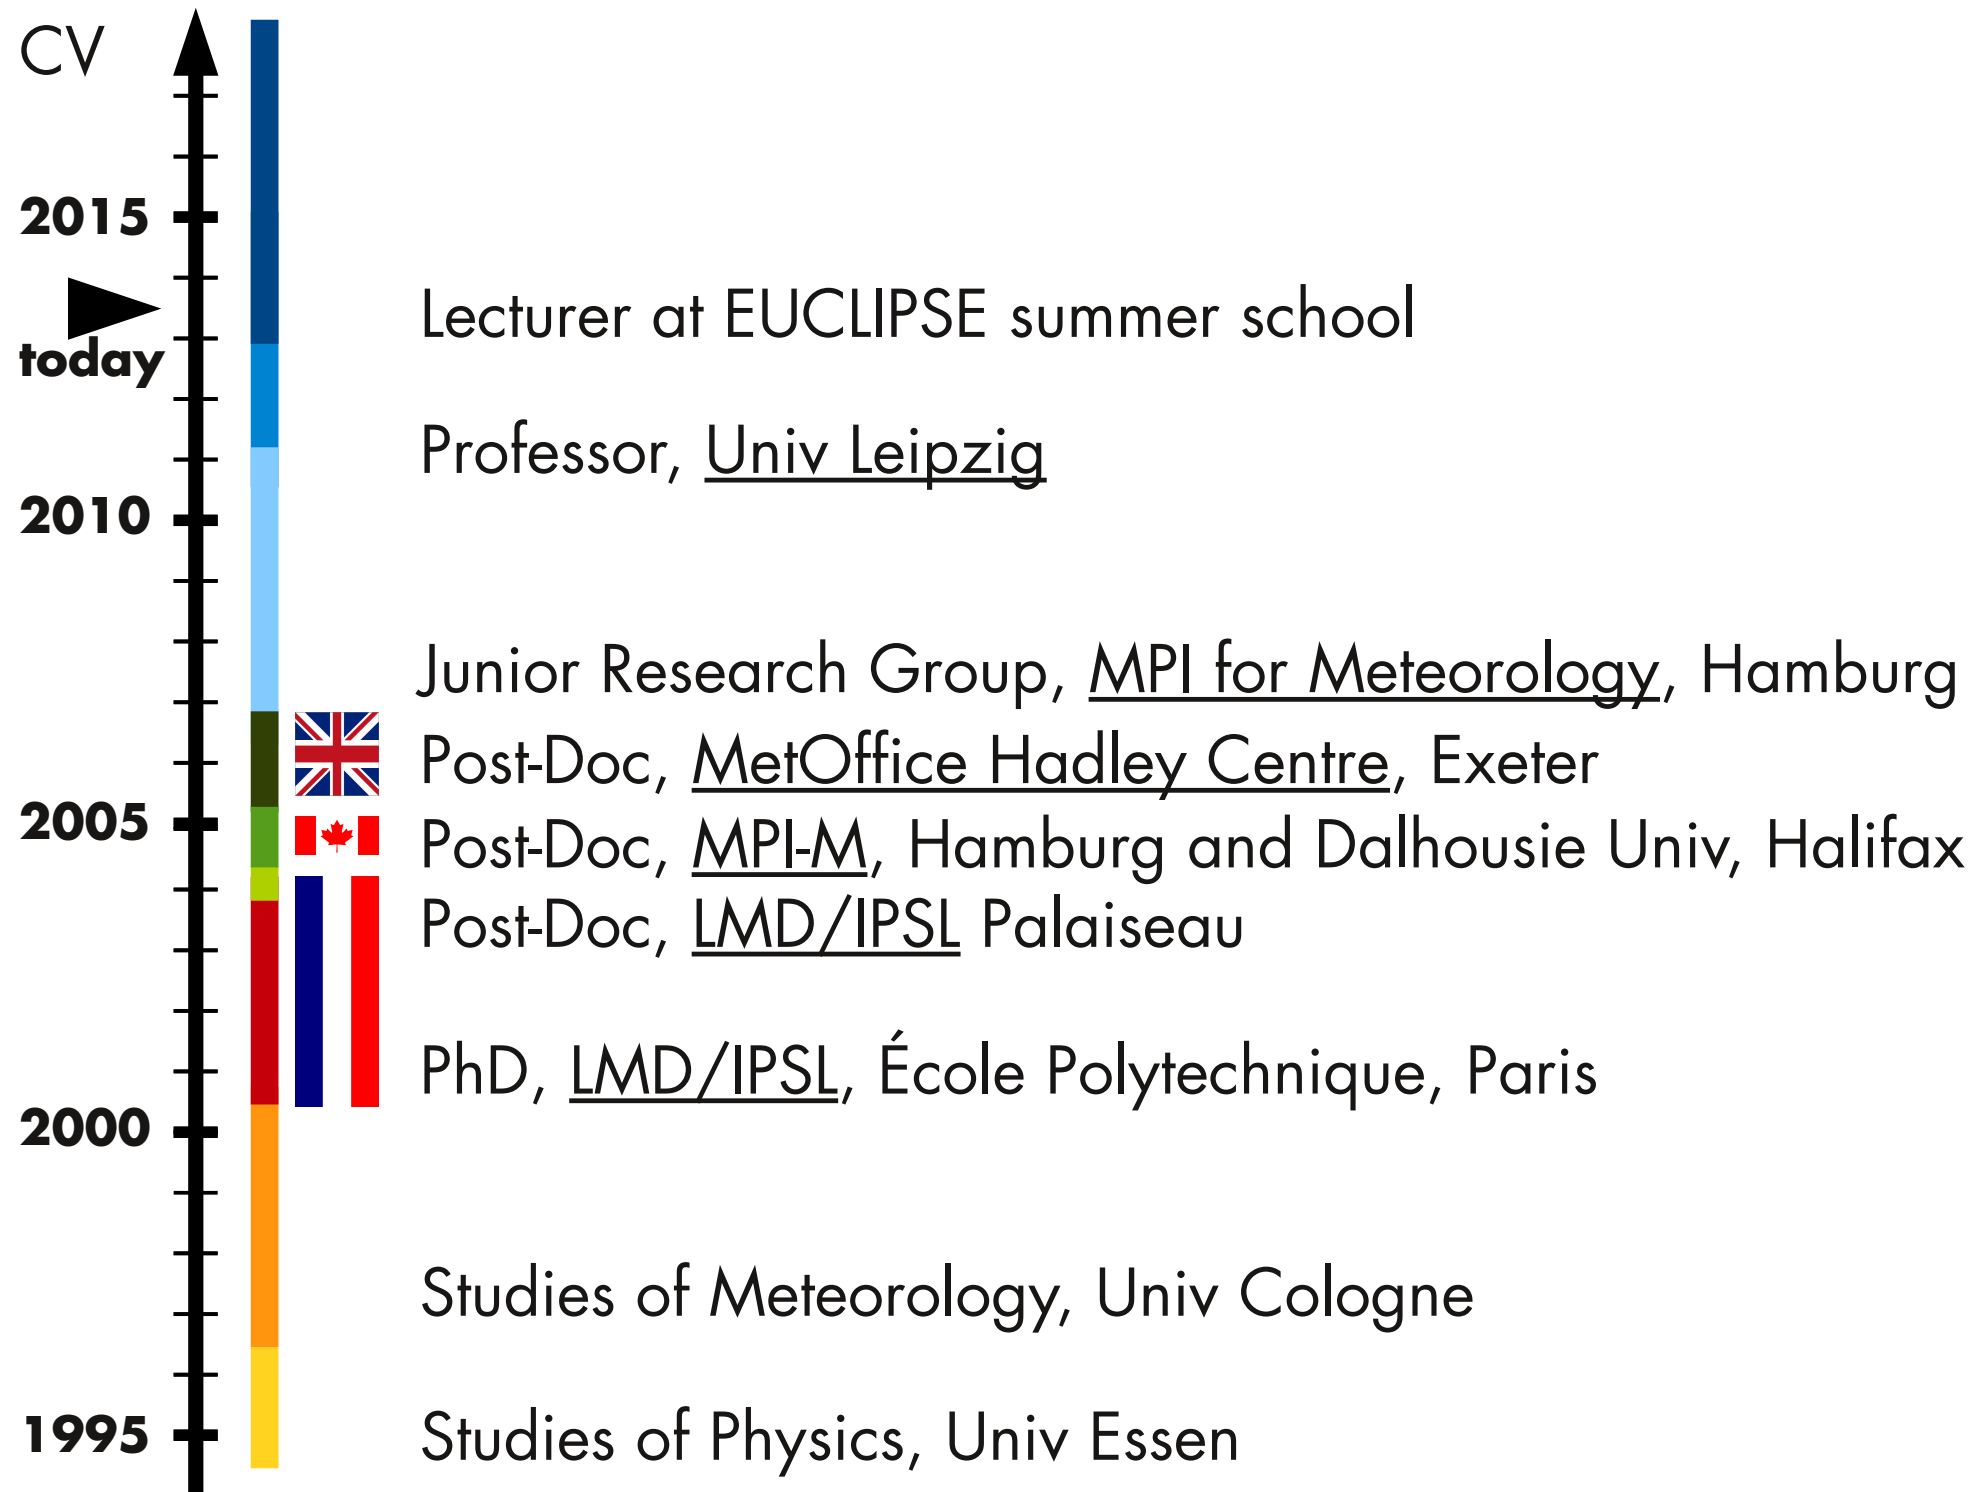 CV
2015
Lecturer at EUCLIPSE summer school
today
Professor, Univ Leipzig
2010
Junior Research Group, MPI for Meteorology, Hamburg
Post-Doc, MetOffice Hadley Centre, Exeter
2005
Post-Doc, MPI-M, Hamburg and Dalhousie Univ, Halifax
Post-Doc, LMD/IPSL Palaiseau
PhD, LMD/IPSL, École Polytechnique, Paris
2000
Studies of Meteorology, Univ Cologne
1995
Studies of Physics, Univ Essen